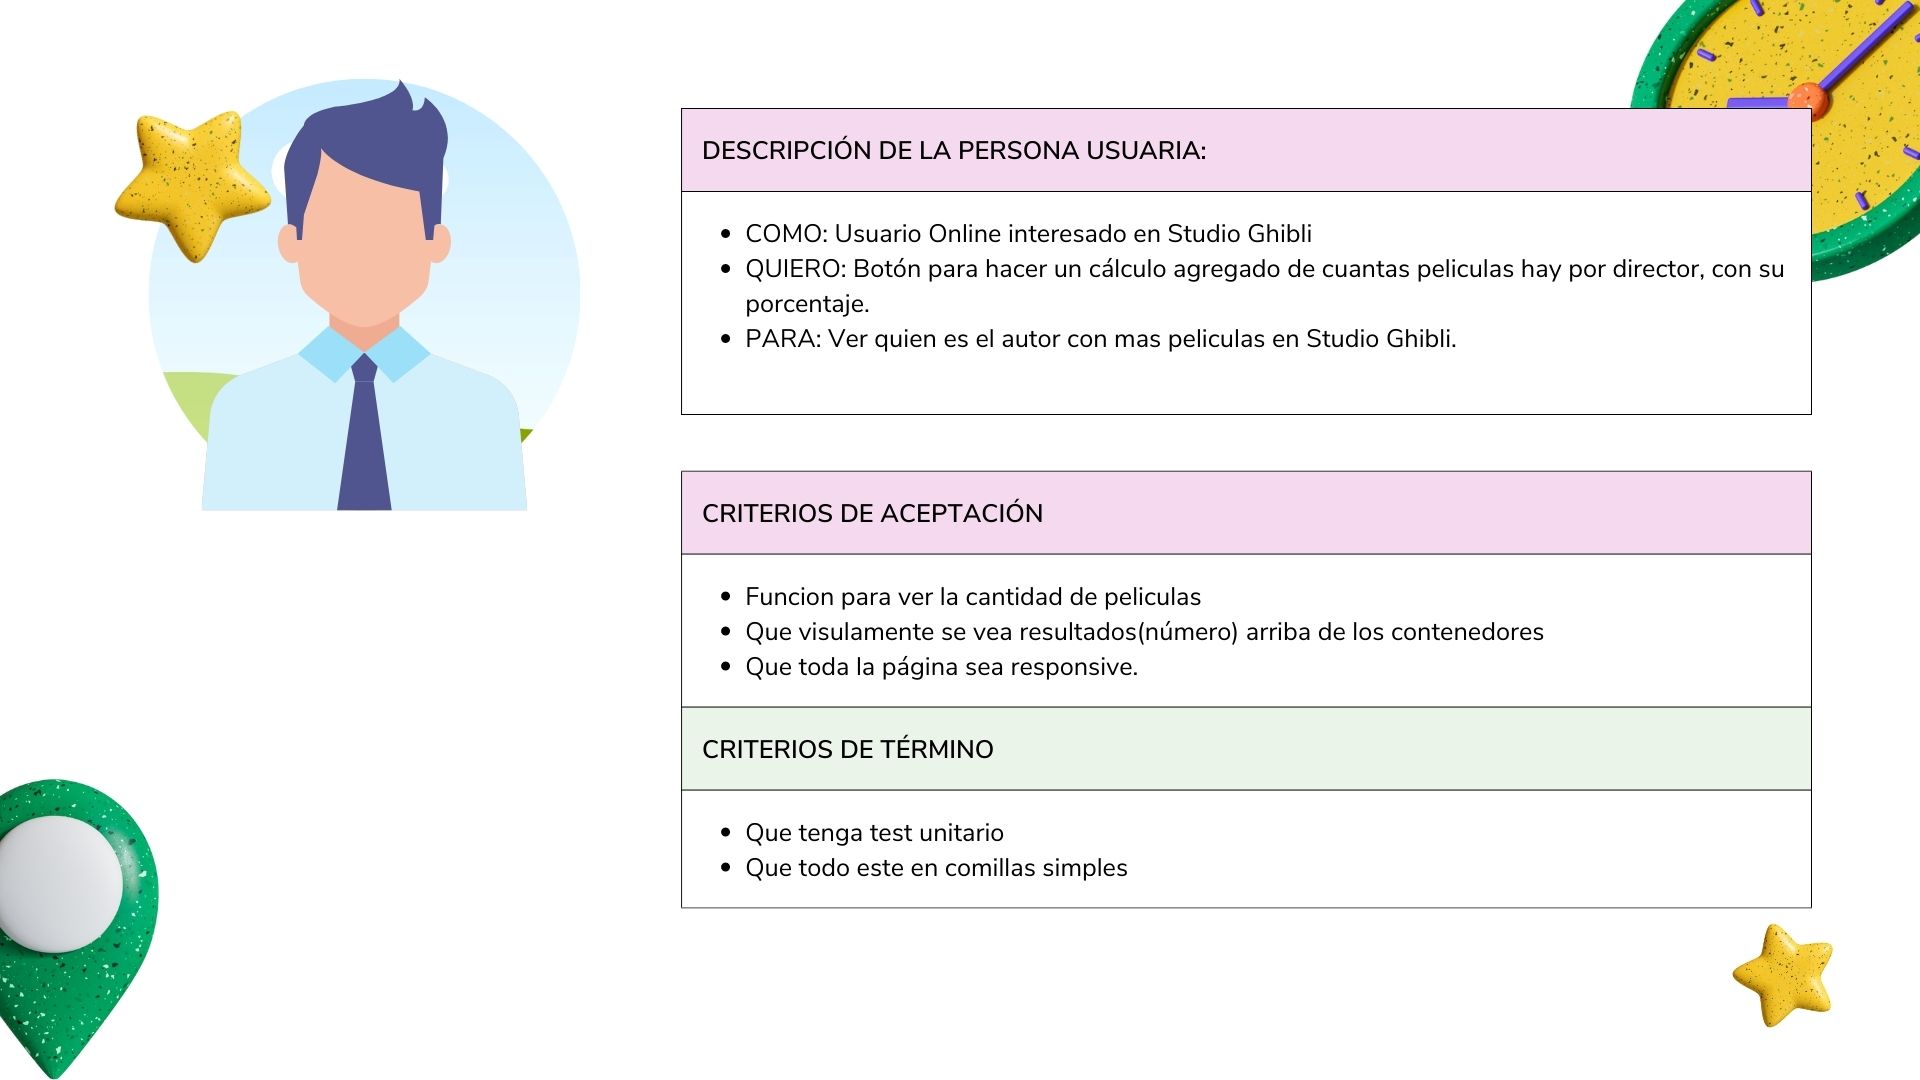 DESCRIPCIÓN DE LA PERSONA USUARIA:
• COMO: Usuario Online interesado en Studio Ghibli
• QUIERO: Botón para hacer un cálculo agregado de cuantas peliculas hay por director, con su
porcentaje.
• PARA: Ver quien es el autor con mas peliculas en Studio Ghibli.
CRITERIOS DE ACEPTACIÓN
• Funcion para ver la cantidad de peliculas
• Que visulamente se vea resultados(número) arriba de los contenedores
• Que toda la página sea responsive.
CRITERIOS DE TÉRMINO
• Que tenga test unitario
• Que todo este en comillas simples